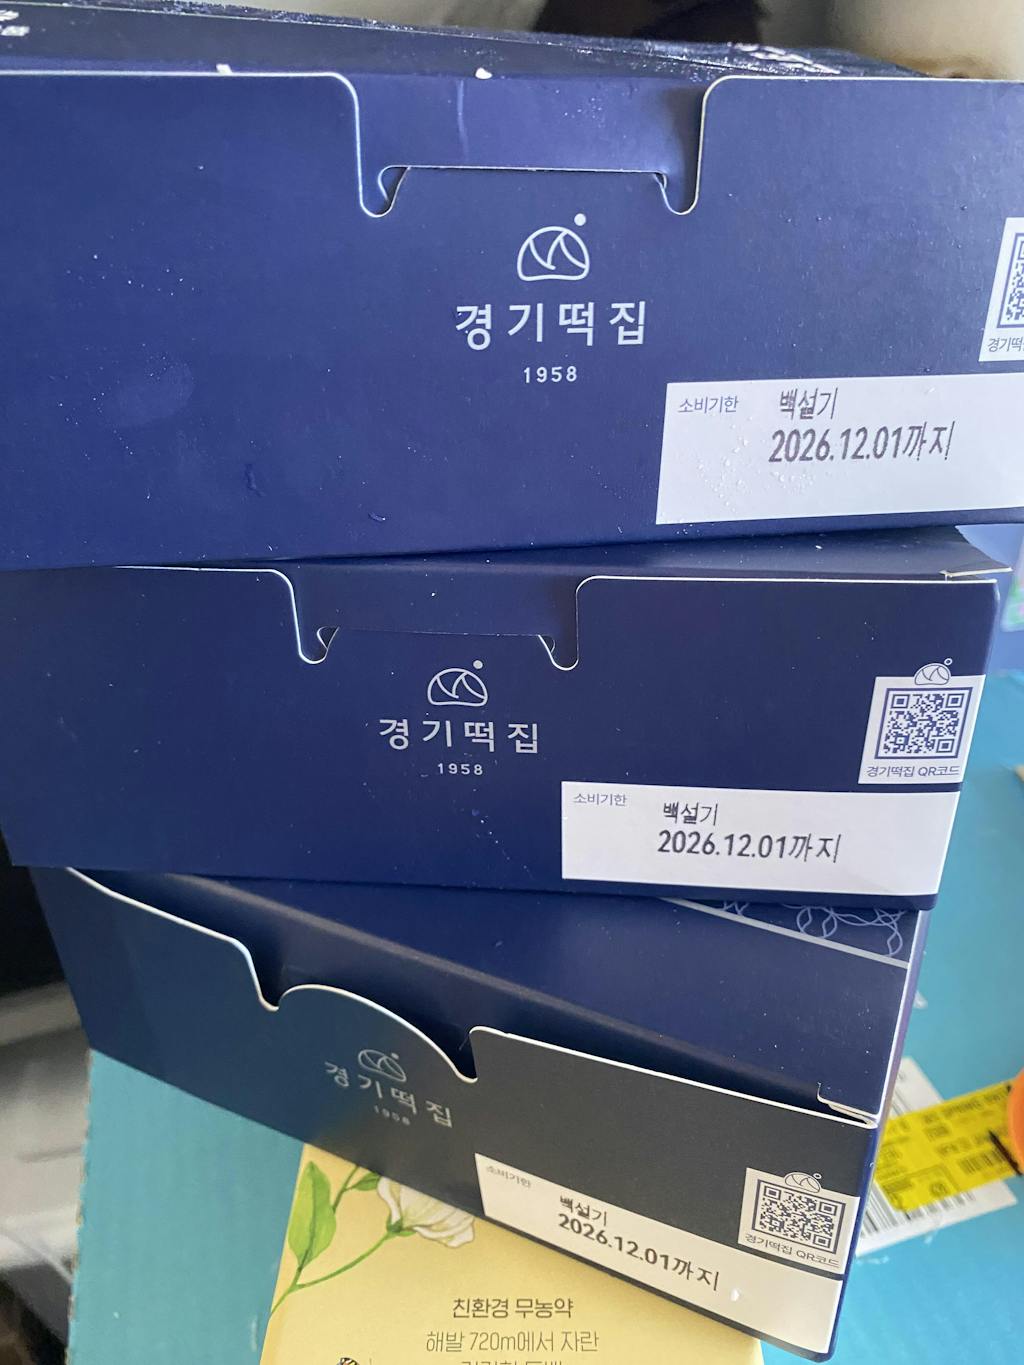 경기떡집
1958
경기떡
소비기한
백설기
2026.12.01까지
경기떡집
1958
경기떡집 QR코드
소비기한
백설기
2026.12.01까지
경기떡집
1958
소비기한
백설기
2026.12.01까지
경기떡집 QR코드
친환경 무농약
해발 720m에서 자란